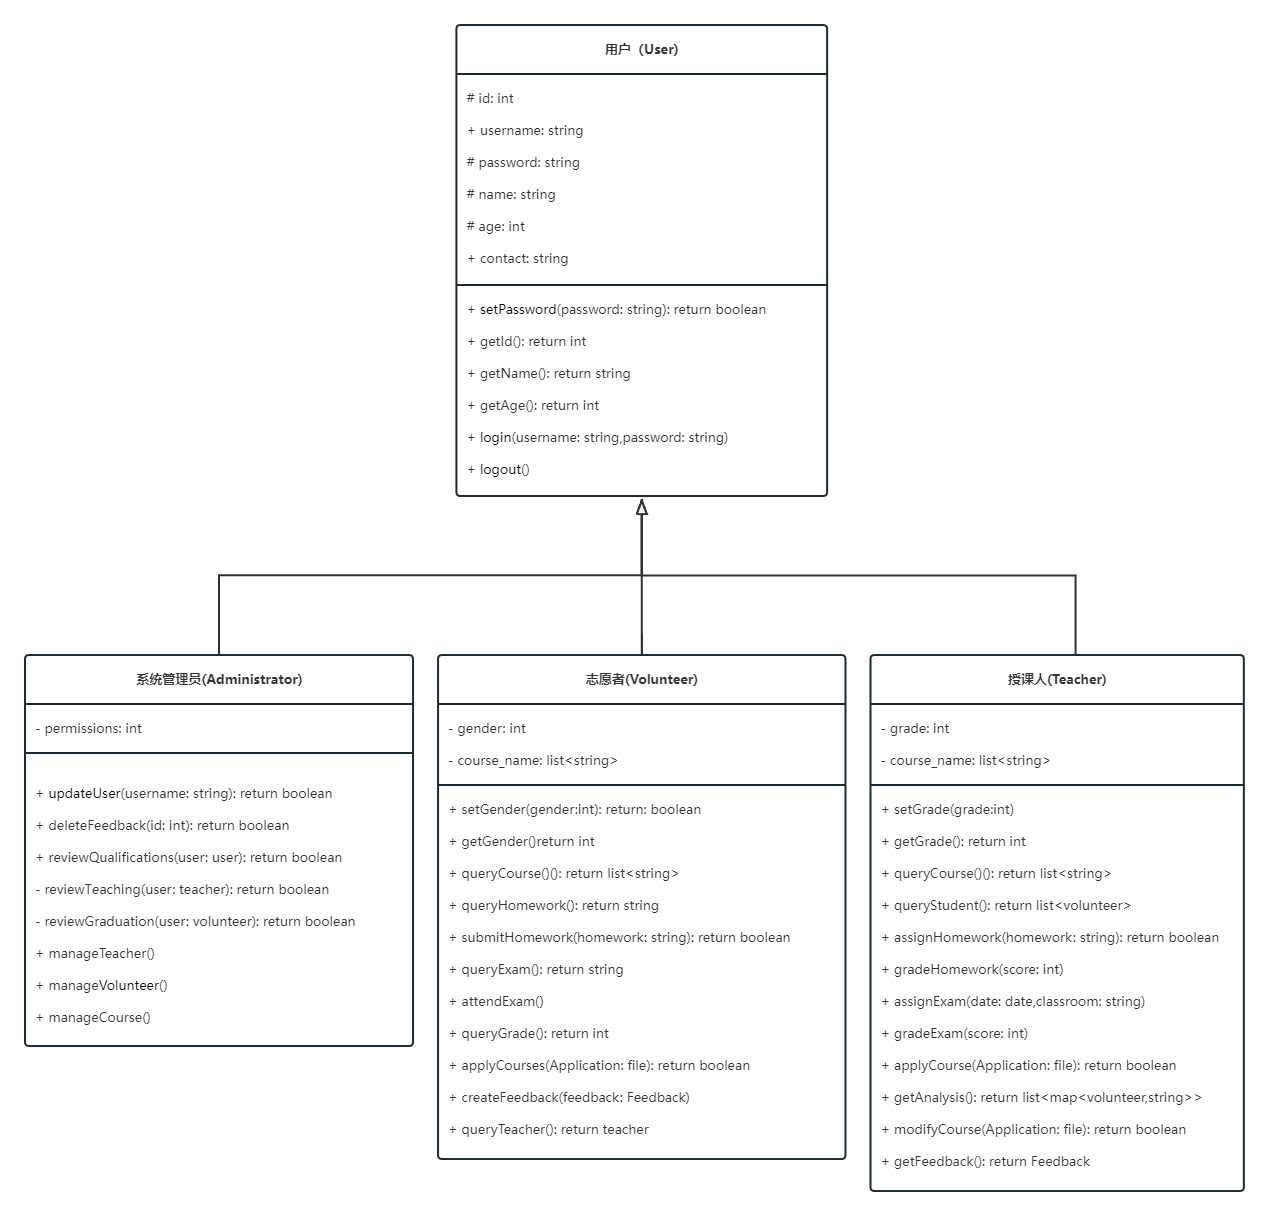 用户（User)
# id: int
+ username: string
# password: string
# name: string
# age: int
+ contact: string
+ setPassword(password: string): return boolean
+ getId(): return int
+ getName(): return string
+ getAge(): return int
+ login(username: string,password: string)
+ logout()
系统管理员(Administrator)
- permissions: int
+ updateUser(username: string): return boolean
+ deleteFeedback(id: int): return boolean
+ reviewQualifications(user: user): return boolean
- reviewTeaching(user: teacher): return boolean
- reviewGraduation(user: volunteer): return boolean
+ manageTeacher()
+ manageVolunteer()
+ manageCourse()
志愿者(Volunteer)
- gender: int
- course_name: list<string>
+ setGender(gender:int): return: boolean
+ getGender()return int
+ queryCourse()(): return list<string>
+ queryHomework(): return string
+ submitHomework(homework: string): return boolean
+ queryExam(): return string
+ attendExam()
+ queryGrade(): return int
+ applyCourses(Application: file): return boolean
+ createFeedback(feedback: Feedback)
+ queryTeacher(): return teacher
授课人(Teacher)
- grade: int
- course_name: list<string>
+ setGrade(grade:int)
+ getGrade(): return int
+ queryCourse()(): return list<string>
+ queryStudent(): return list<volunteer>
+ assignHomework(homework: string): return boolean
+ gradeHomework(score: int)
+ assignExam(date: date,classroom: string)
+ gradeExam(score: int)
+ applyCourse(Application: file): return boolean
+ getAnalysis(): return list<map<volunteer,string>>
+ modifyCourse(Application: file): return boolean
+ getFeedback(): return Feedback